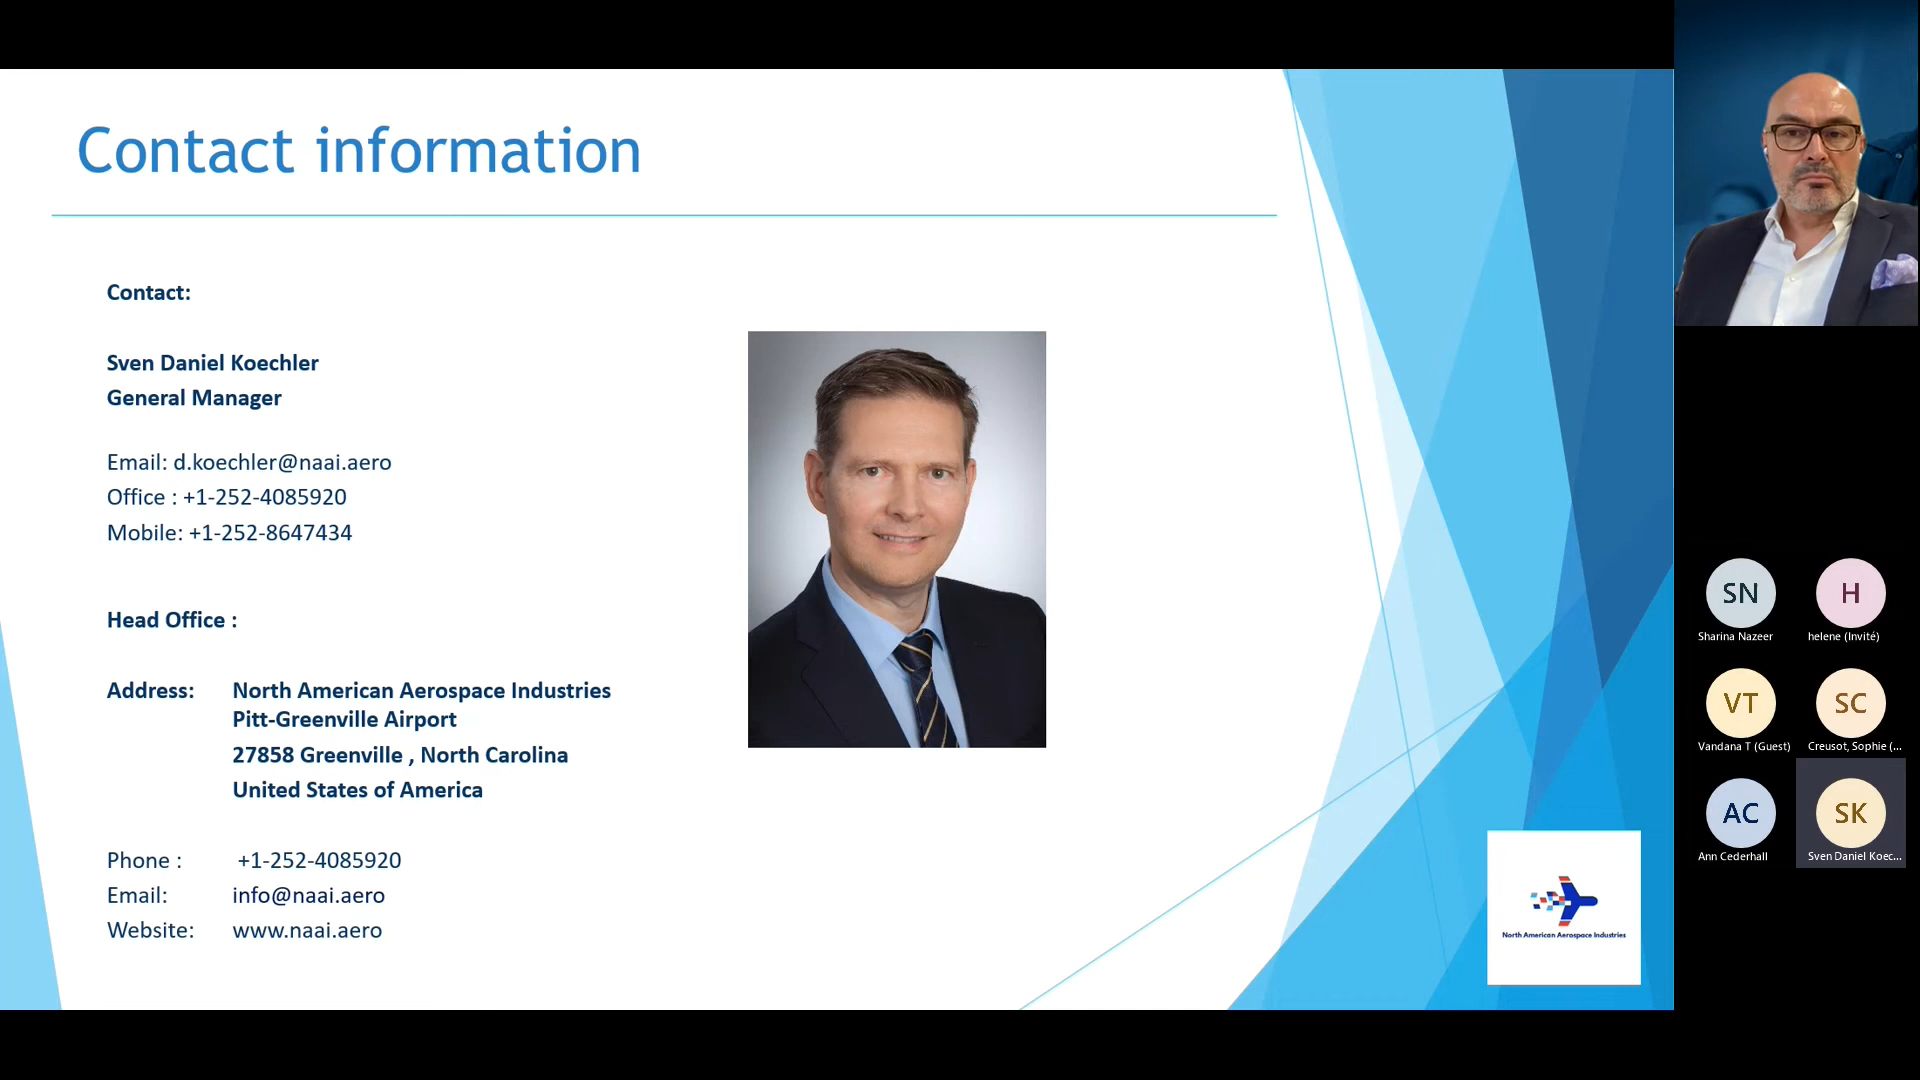 Contact information
Contact:
Sven Daniel Koechler
General Manager
Email: d.koechler@naai.aero
Office : +1-252-4085920
Mobile: +1-252-8647434
Head Office :
Address: North American Aerospace Industries
Pitt-Greenville Airport
27858 Greenville , North Carolina
United States of America
Phone : +1-252-4085920
Email: info@naai.aero
Website: www.naai.aero
North American Aerospace Industries
SN
Sharina Nazeer
H
helene (Invité)
VT
Vandana T (Guest)
SC
Creusot, Sophie (...
AC
Ann Cederhall
SK
Sven Daniel Koec...